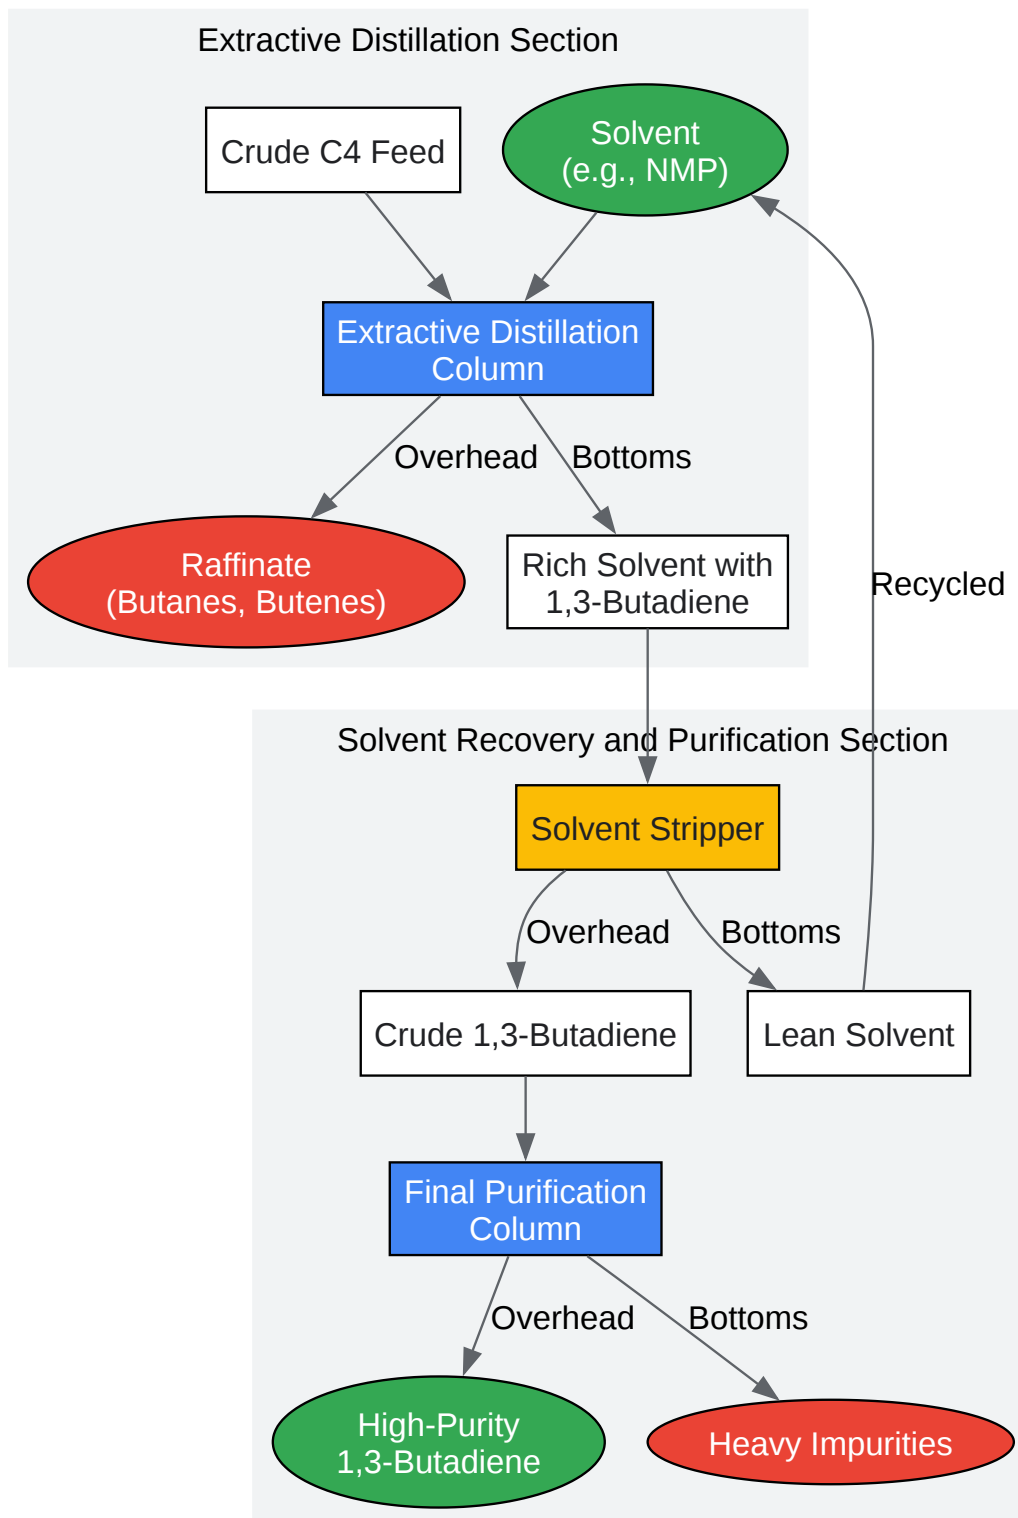 Extractive Distillation Section
Crude C4 Feed
Solvent
(e.g., NMP)
Extractive Distillation
Column
Overhead
Bottoms
Raffinate
(Butanes, Butenes)
Rich Solvent with
1,3-Butadiene
Recycled
Solvent Recovery and Purification Section
Solvent Stripper
Overhead
Bottoms
Crude 1,3-Butadiene
Lean Solvent
Final Purification
Column
Overhead
Bottoms
High-Purity
1,3-Butadiene
Heavy Impurities